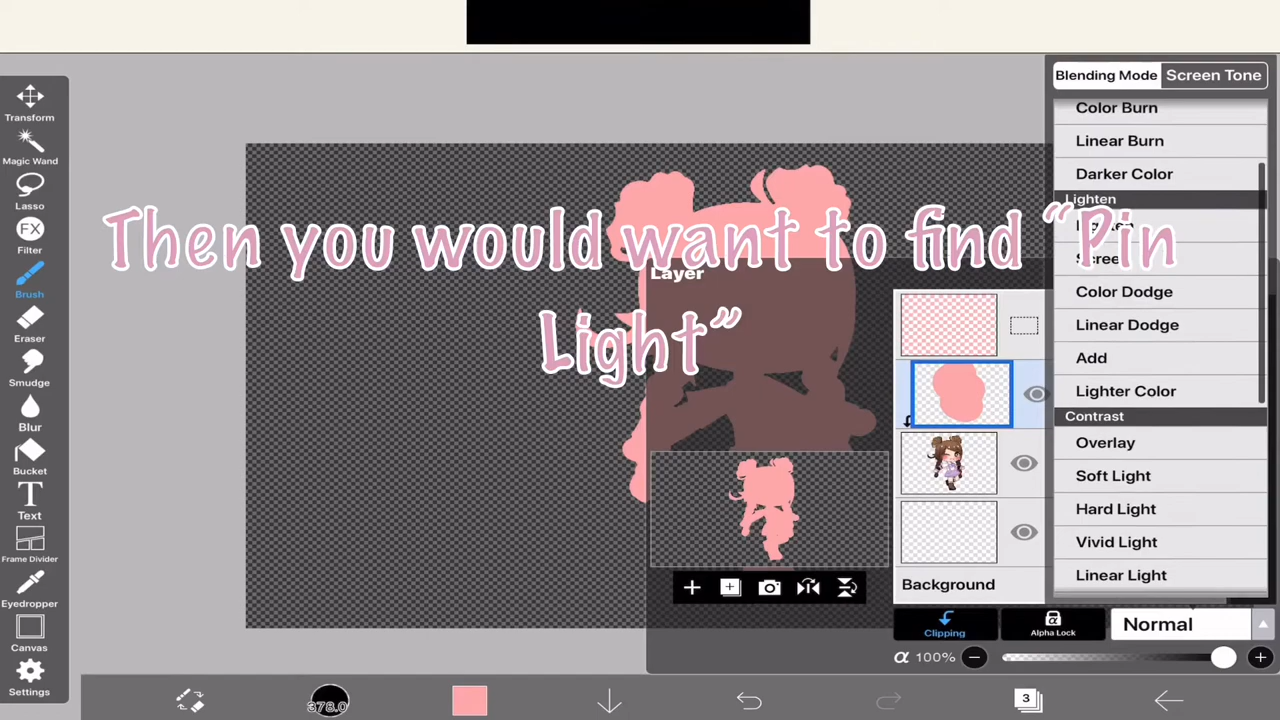 Blending Mode
Screen Tone
Color Burn
Linear Burn
Darker Color
Lighten
Lighten
Screen
Color Dodge
Linear Dodge
Add
Lighter Color
Contrast
Overlay
Soft Light
Hard Light
Vivid Light
Linear Light
Then you would want to find “Pin
Light”
Transform
Magic Wand
Lasso
FX
Filter
Brush
Eraser
Smudge
Blur
Bucket
T
Text
Frame Divider
Eyedropper
Canvas
Settings
Layer
Background
Clipping
α
Alpha Lock
Normal
α 100%
378.0
3